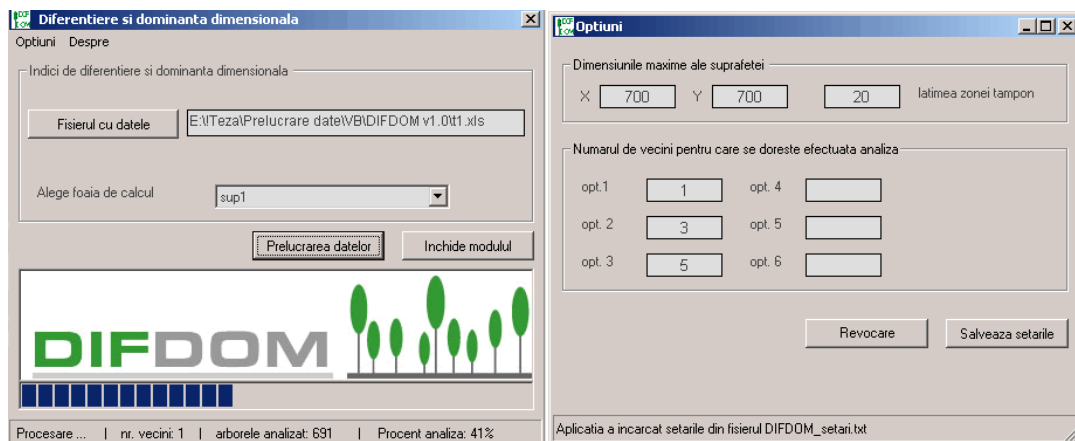 Diferentiere si dominanta dimensionala
Optiuni Despre
Indici de diferentiere si dominanta dimensionala
Fisierul cu datele
E:\!Teza\Prelucrare date\VB\DIFDOM v1.0\t1.xls
Alege foaia de calcul
sup1
Prelucrarea datelor
Inchide modulul
DIFDOM
Procesare ... | nr. vecini: 1 | arborele analizat: 691 | Procent analiza: 41%
Optiuni
Dimensiunile maxime ale suprafetei
X 700 Y 700 20 latimea zonei tampon
Numarul de vecini pentru care se doreste efectuata analiza
opt.1 1 opt. 4
opt. 2 3 opt. 5
opt. 3 5 opt. 6
Revocare
Salveaza setarile
Aplicatia a incarcat setarile din fisierul DIFDOM_setari.txt